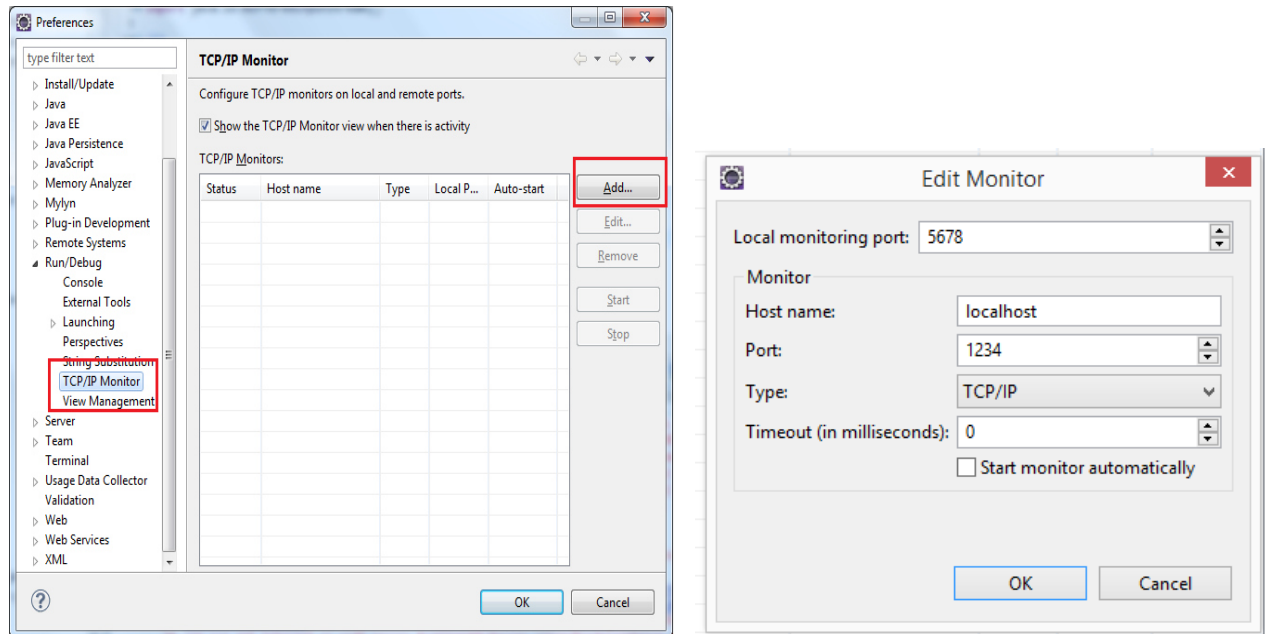 Preferences
type filter text
Install/Update
Java
Java EE
Java Persistence
JavaScript
Memory Analyzer
Mylyn
Plug-in Development
Remote Systems
Run/Debug
Console
External Tools
Launching
Perspectives
String Substitution
TCP/IP Monitor
View Management
Server
Team
Terminal
Usage Data Collector
Validation
Web
Web Services
XML
TCP/IP Monitor
Configure TCP/IP monitors on local and remote ports.
Show the TCP/IP Monitor view when there is activity
TCP/IP Monitors:
Status Host name Type Local P... Auto-start
Add...
Edit...
Remove
Start
Stop
OK Cancel
Edit Monitor
Local monitoring port: 5678
Monitor
Host name: localhost
Port: 1234
Type: TCP/IP
Timeout (in milliseconds): 0
Start monitor automatically
OK Cancel